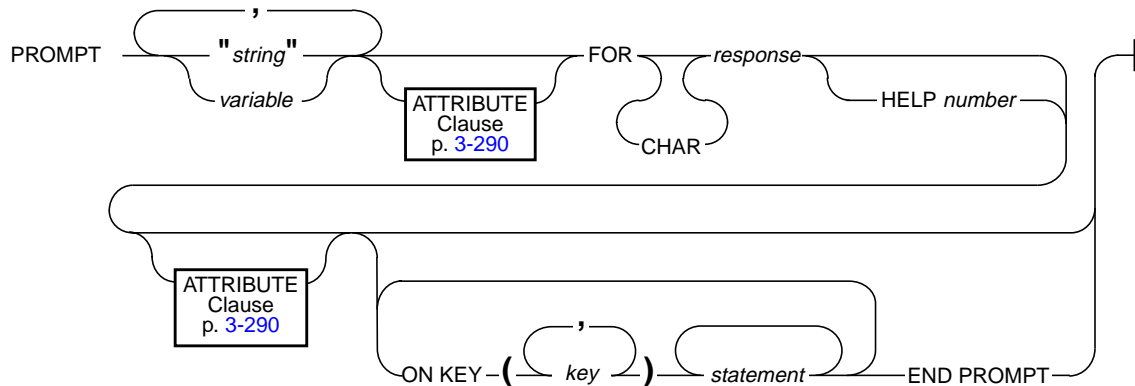 ,
PROMPT "string" FOR response
variable HELP number
ATTRIBUTE
Clause
p. 3-290
CHAR
ATTRIBUTE
Clause
p. 3-290
,
ON KEY ( key ) statement END PROMPT